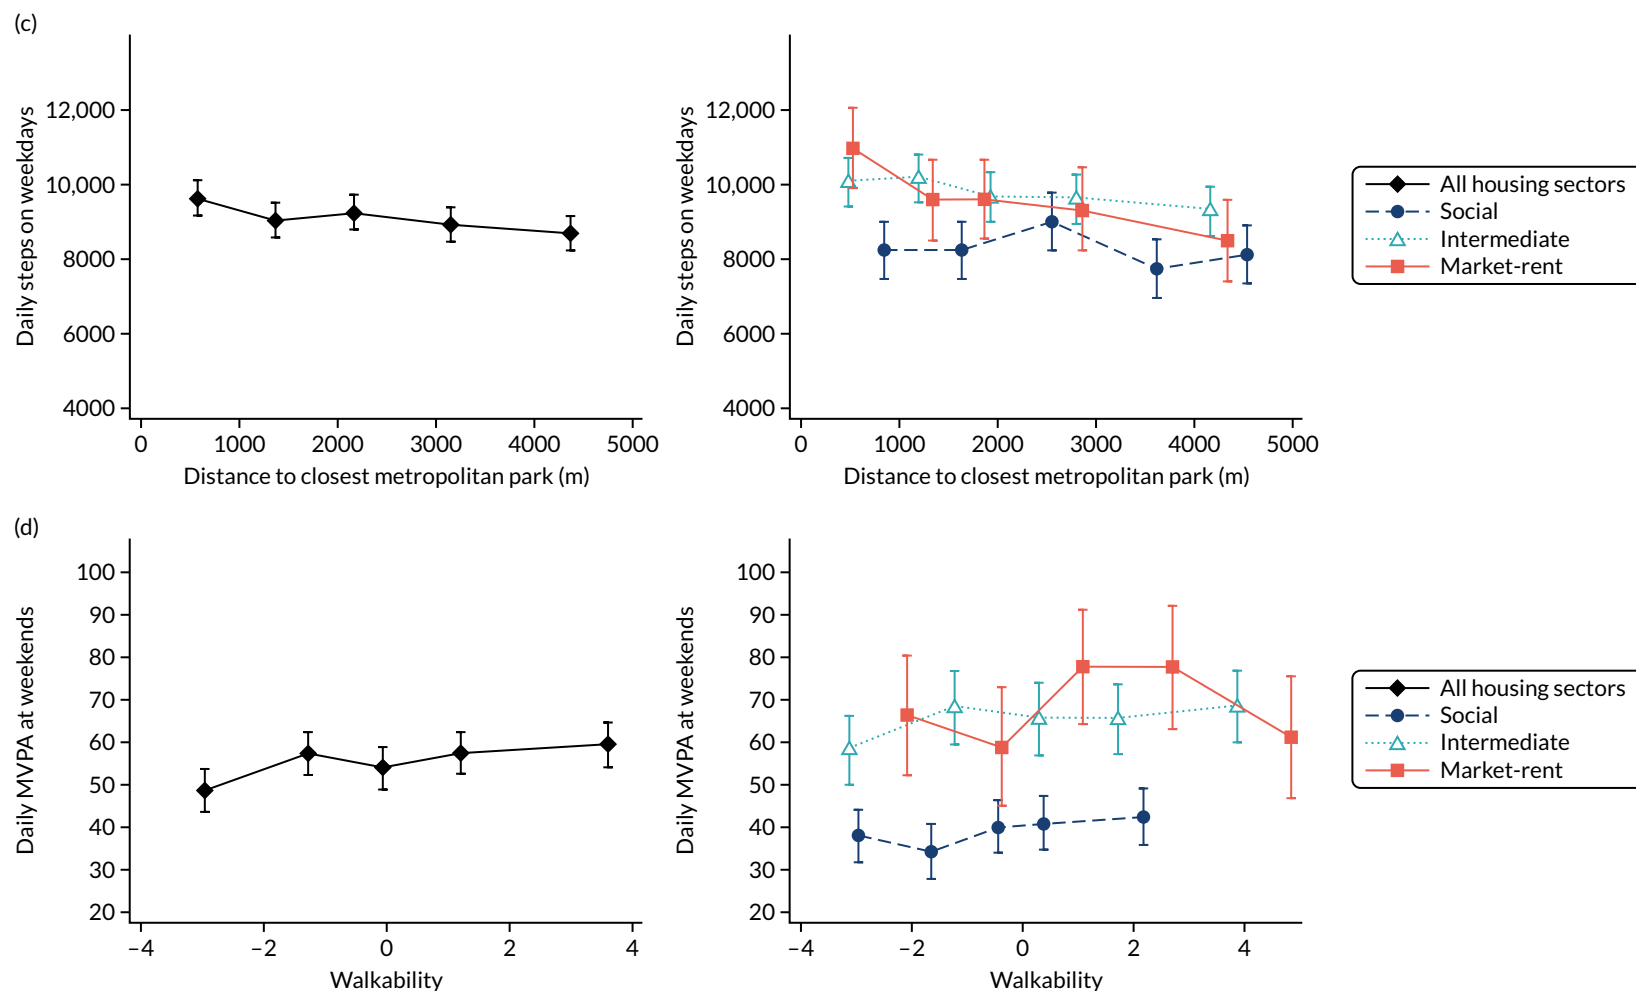 (c)
Daily steps on weekdays
12,000
10,000
8000
6000
4000
0 1000 2000 3000 4000 5000
Distance to closest metropolitan park (m)
Daily steps on weekdays
12,000
10,000
8000
6000
4000
0 1000 2000 3000 4000 5000
Distance to closest metropolitan park (m)
All housing sectors
Social
Intermediate
Market-rent
(d)
Daily MVPA at weekends
100
90
80
70
60
50
40
30
20
−4 −2 0 2 4
Walkability
Daily MVPA at weekends
100
90
80
70
60
50
40
30
20
−4 −2 0 2 4
Walkability
All housing sectors
Social
Intermediate
Market-rent